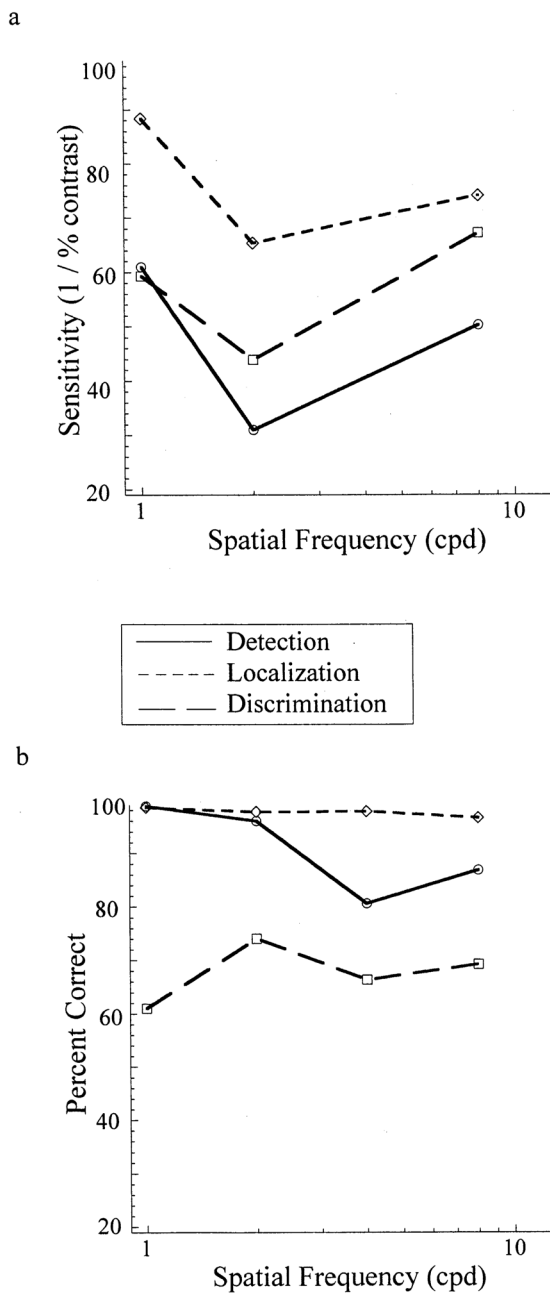 a
100
80
60
40
20
Sensitivity (1 / % contrast)
1 10
Spatial Frequency (cpd)
Detection
Localization
Discrimination
b
100
80
60
40
20
Percent Correct
1 10
Spatial Frequency (cpd)